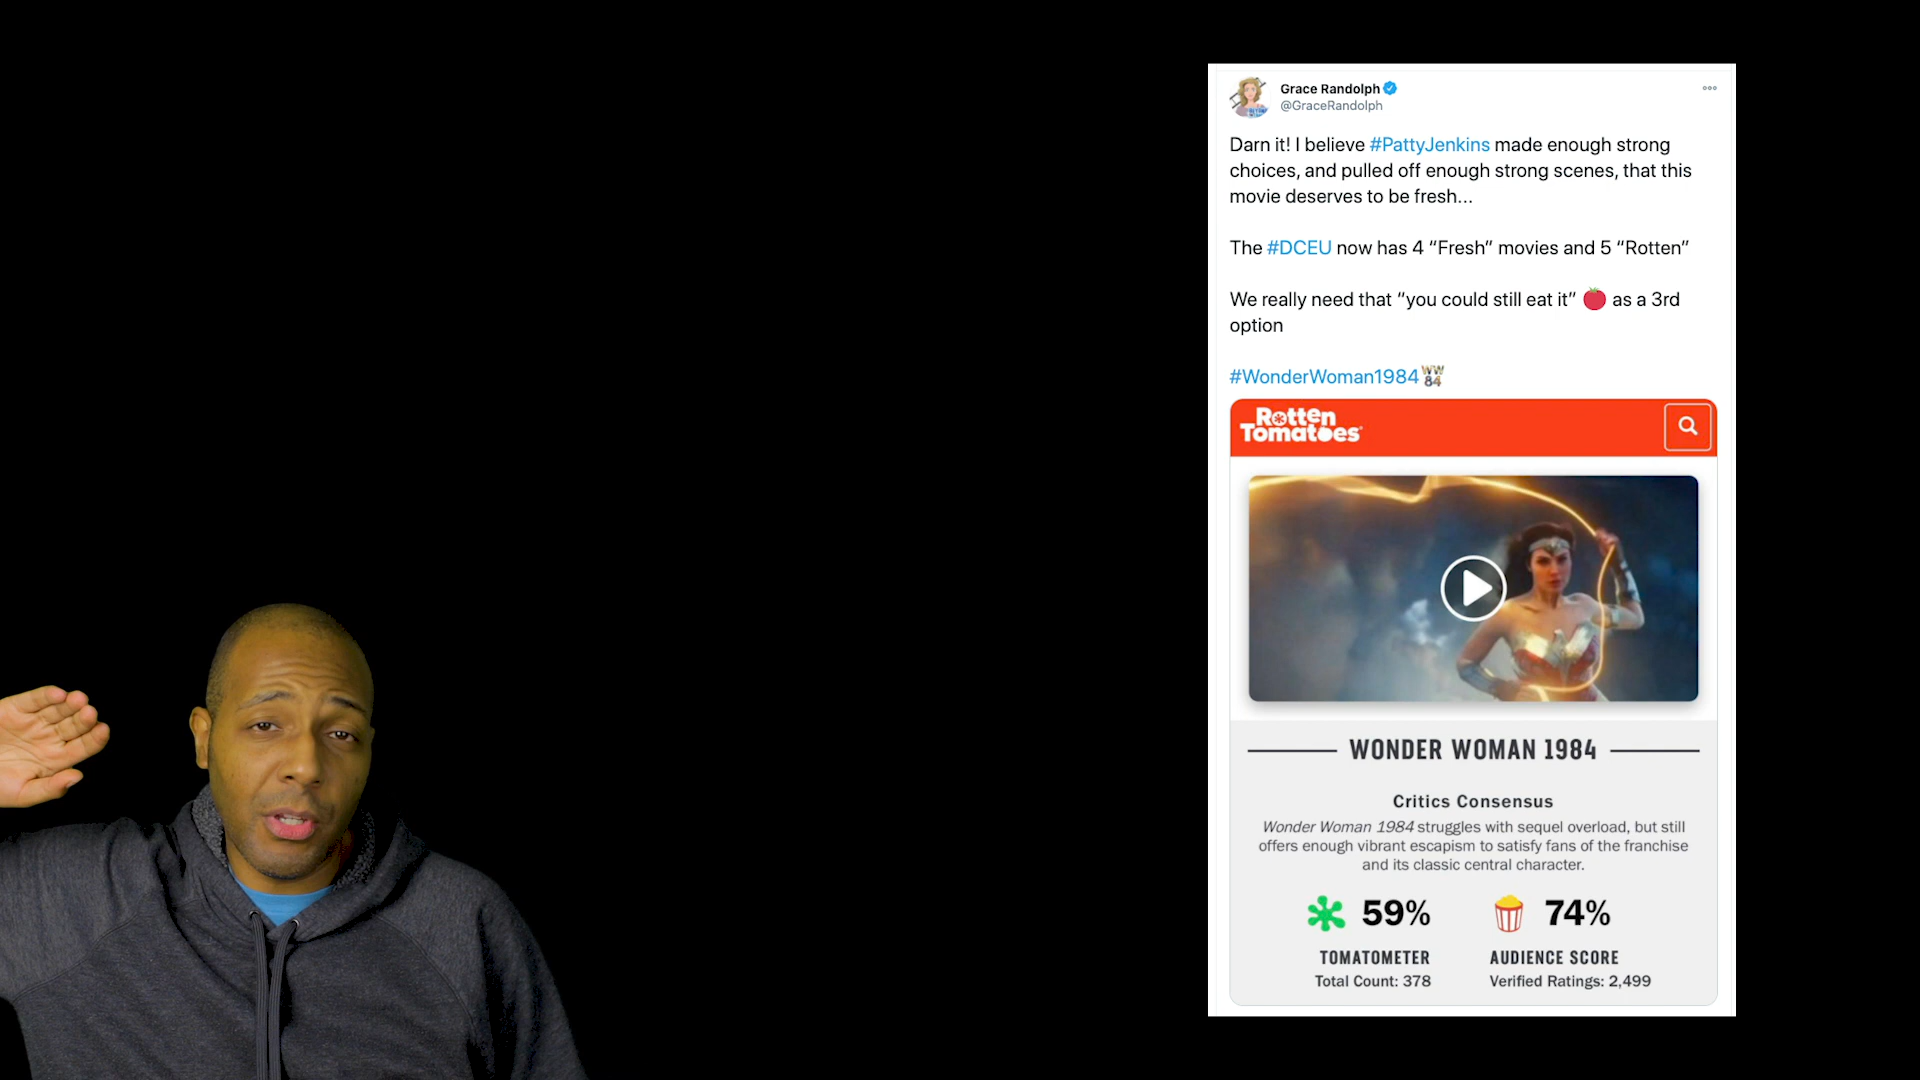 Grace Randolph
@GraceRandolph
Darn it! I believe #PattyJenkins made enough strong
choices, and pulled off enough strong scenes, that this
movie deserves to be fresh...
The #DCEU now has 4 “Fresh” movies and 5 “Rotten”
We really need that “you could still eat it” 🍅 as a 3rd
option
#WonderWoman1984 WW
84
Rotten
Tomatoes
WONDER WOMAN 1984
Critics Consensus
Wonder Woman 1984 struggles with sequel overload, but still
offers enough vibrant escapism to satisfy fans of the franchise
and its classic central character.
59% 74%
TOMATOMETER AUDIENCE SCORE
Total Count: 378 Verified Ratings: 2,499